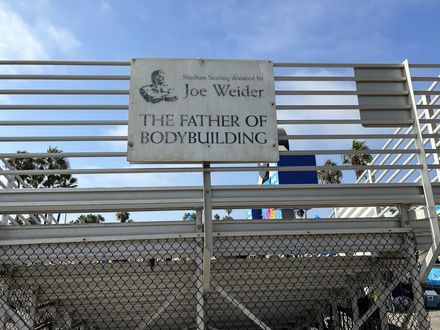 Stadium Seating donated by
Joe Weider
THE FATHER OF
BODYBUILDING